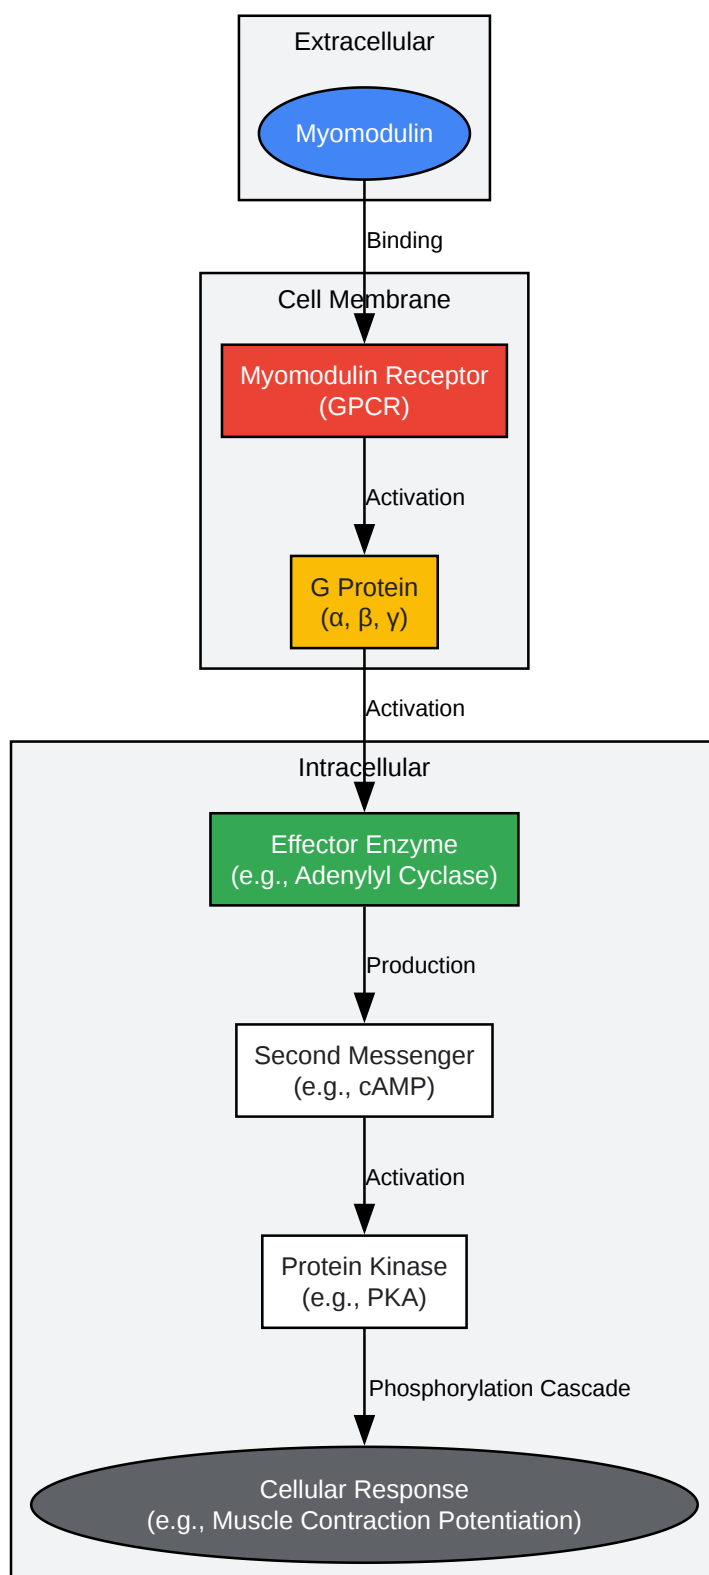 Extracellular
Myomodulin
Binding
Cell Membrane
Myomodulin Receptor
(GPCR)
Activation
G Protein
(α, β, γ)
Activation
Intracellular
Effector Enzyme
(e.g., Adenylyl Cyclase)
Production
Second Messenger
(e.g., cAMP)
Activation
Protein Kinase
(e.g., PKA)
Phosphorylation Cascade
Cellular Response
(e.g., Muscle Contraction Potentiation)